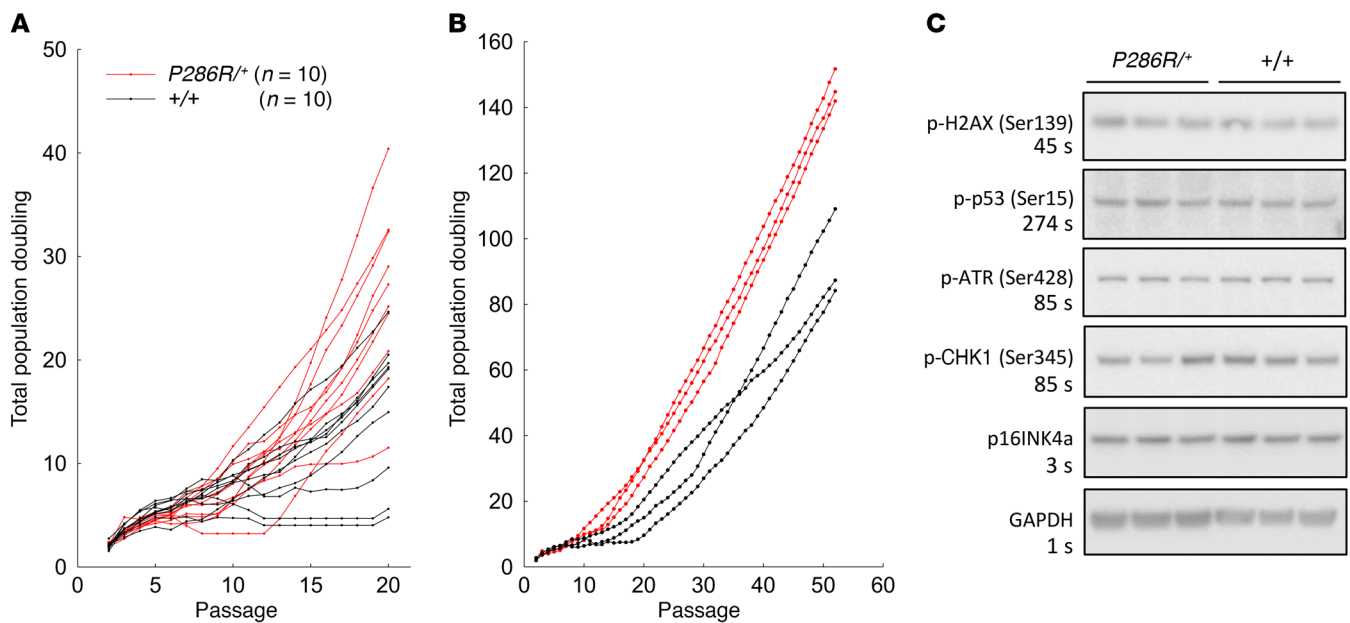 A
50
40
30
20
10
0
Total population doubling
0
5
10
15
20
Passage
P286R/+ (n = 10)
+/+ (n = 10)
B
160
140
120
100
80
60
40
20
0
Total population doubling
0
10
20
30
40
50
60
Passage
C
P286R/+
+/+
p-H2AX (Ser139)
45 s
p-p53 (Ser15)
274 s
p-ATR (Ser428)
85 s
p-CHK1 (Ser345)
85 s
p16INK4a
3 s
GAPDH
1 s